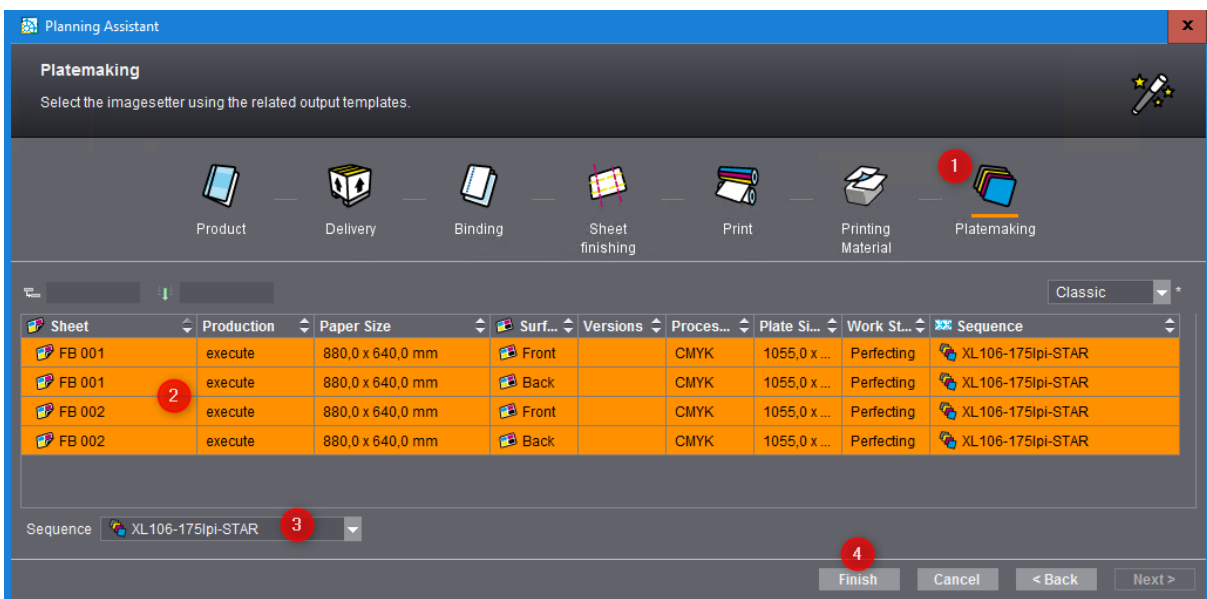 Planning Assistant
x
Platemaking
Select the imagesetter using the related output templates.
1
Product
Delivery
Binding
Sheet
finishing
Print
Printing
Material
Platemaking
Classic *
Sheet Production Paper Size Surf... Versions Proces... Plate Si... Work St... Sequence
FB 001 execute 880,0 x 640,0 mm Front CMYK 1055,0 x ... Perfecting XL106-175lpi-STAR
FB 001 execute 880,0 x 640,0 mm Back CMYK 1055,0 x ... Perfecting XL106-175lpi-STAR
2
FB 002 execute 880,0 x 640,0 mm Front CMYK 1055,0 x ... Perfecting XL106-175lpi-STAR
FB 002 execute 880,0 x 640,0 mm Back CMYK 1055,0 x ... Perfecting XL106-175lpi-STAR
Sequence XL106-175lpi-STAR 3
4
Finish Cancel < Back Next >